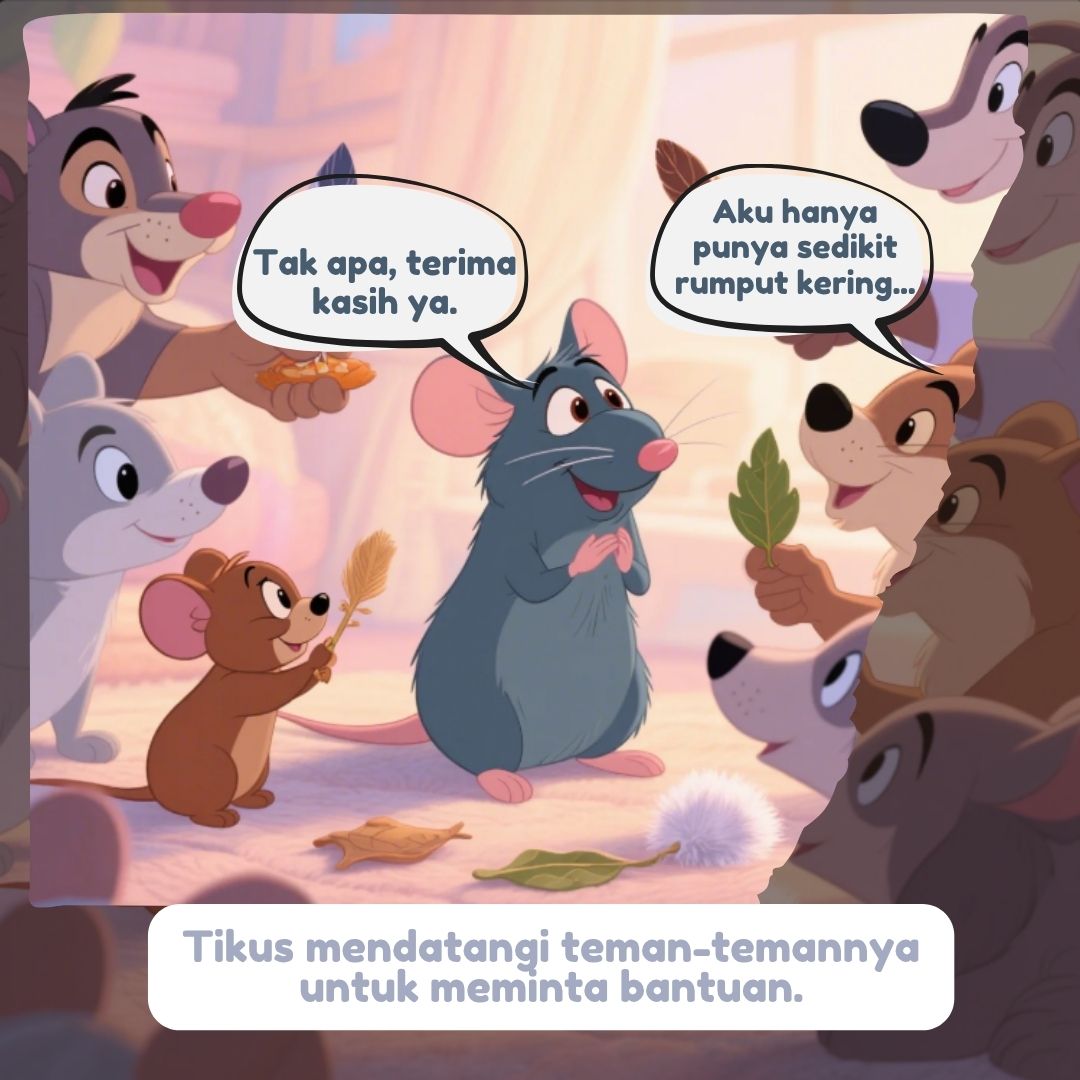 Tak apa, terima
kasih ya.
Aku hanya
punya sedikit
rumput kering...
Tikus mendatangi teman-temannya
untuk meminta bantuan.